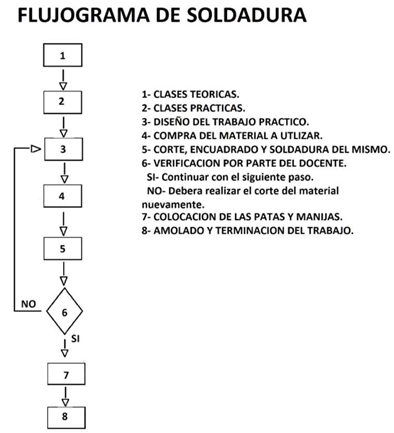 FLUJOGRAMA DE SOLDADURA
1
2
3
4
5
6
NO
SI
7
8
1- CLASES TEORICAS.
2- CLASES PRACTICAS.
3- DISEÑO DEL TRABAJO PRACTICO.
4- COMPRA DEL MATERIAL A UTLIZAR.
5- CORTE, ENCUADRADO Y SOLDADURA DEL MISMO.
6- VERIFICACION POR PARTE DEL DOCENTE.
SI- Continuar con el siguiente paso.
NO- Debera realizar el corte del material
nuevamente.
7- COLOCACION DE LAS PATAS Y MANIJAS.
8- AMOLADO Y TERMINACION DEL TRABAJO.